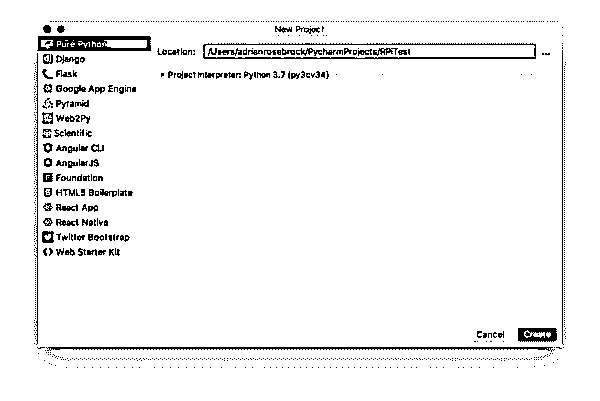 New Project
Pure Python
Location: /Users/adrianrosebrock/PycharmProjects/RPiTest ...
Django
Flask
Project Interpreter: Python 3.7 (py3cv34)
Google App Engine
Pyramid
Web2Py
Scientific
Angular CLI
AngularJS
Foundation
HTML5 Boilerplate
React App
React Native
Twitter Bootstrap
Web Starter Kit
Cancel Create